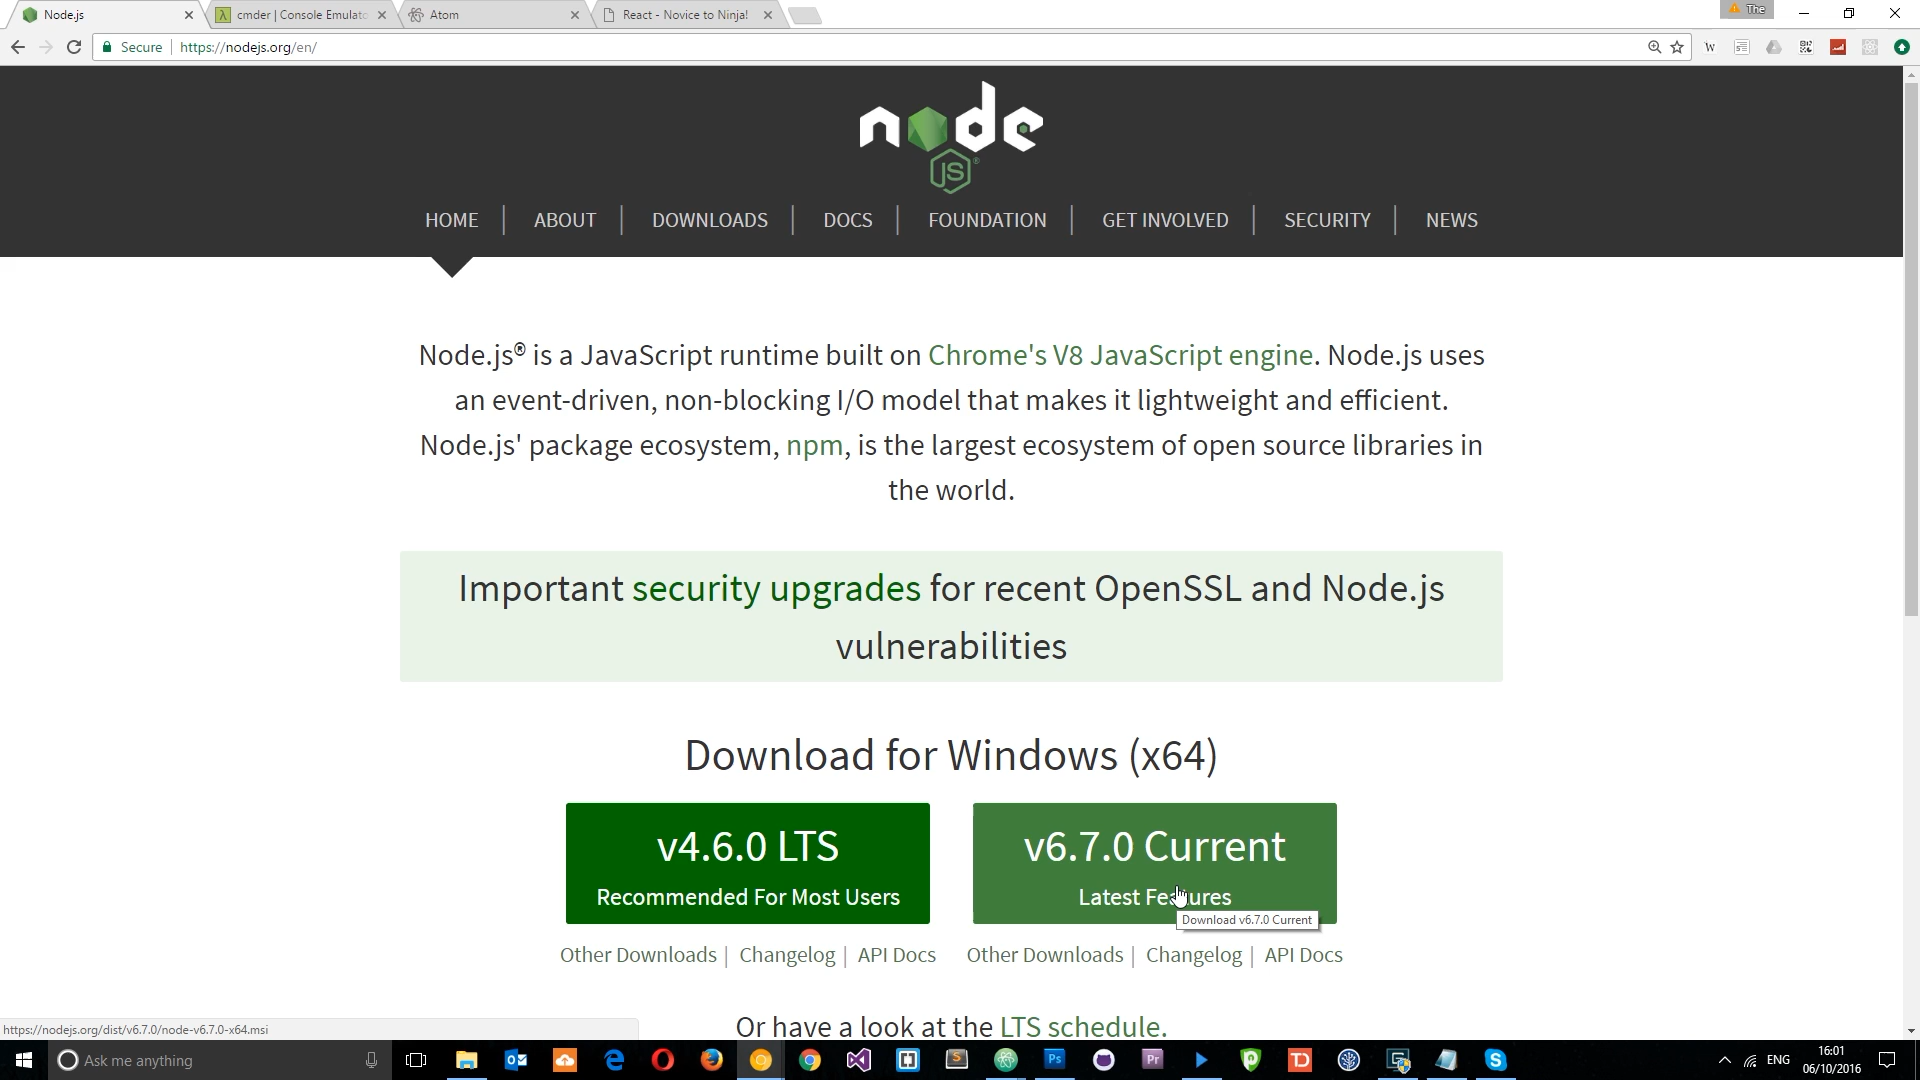 Node.js
cmder | Console Emulato
Atom
React - Novice to Ninja!
The
Secure
https://nodejs.org/en/
node
JS
HOME
ABOUT
DOWNLOADS
DOCS
FOUNDATION
GET INVOLVED
SECURITY
NEWS
Node.js® is a JavaScript runtime built on Chrome's V8 JavaScript engine. Node.js uses
an event-driven, non-blocking I/O model that makes it lightweight and efficient.
Node.js' package ecosystem, npm, is the largest ecosystem of open source libraries in
the world.
Important security upgrades for recent OpenSSL and Node.js
vulnerabilities
Download for Windows (x64)
v4.6.0 LTS
Recommended For Most Users
v6.7.0 Current
Latest Features
Download v6.7.0 Current
Other Downloads | Changelog | API Docs
Other Downloads | Changelog | API Docs
Or have a look at the LTS schedule.
https://nodejs.org/dist/v6.7.0/node-v6.7.0-x64.msi
Ask me anything
ENG
16:01
06/10/2016